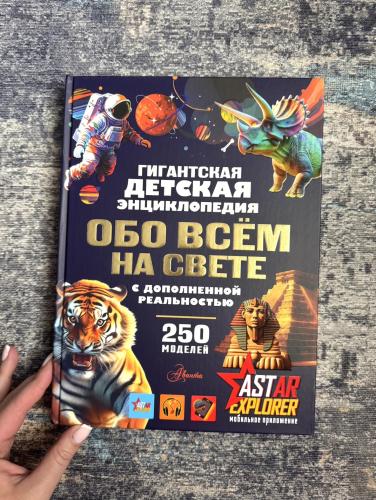 ГИГАНТСКАЯ
ДЕТСКАЯ
ЭНЦИКЛОПЕДИЯ
ОБО ВСЁМ
НА СВЕТЕ
С ДОПОЛНЕННОЙ
РЕАЛЬНОСТЬЮ
250
МОДЕЛЕЙ
Аванта
ASTAR
EXPLORER
мобильное приложение